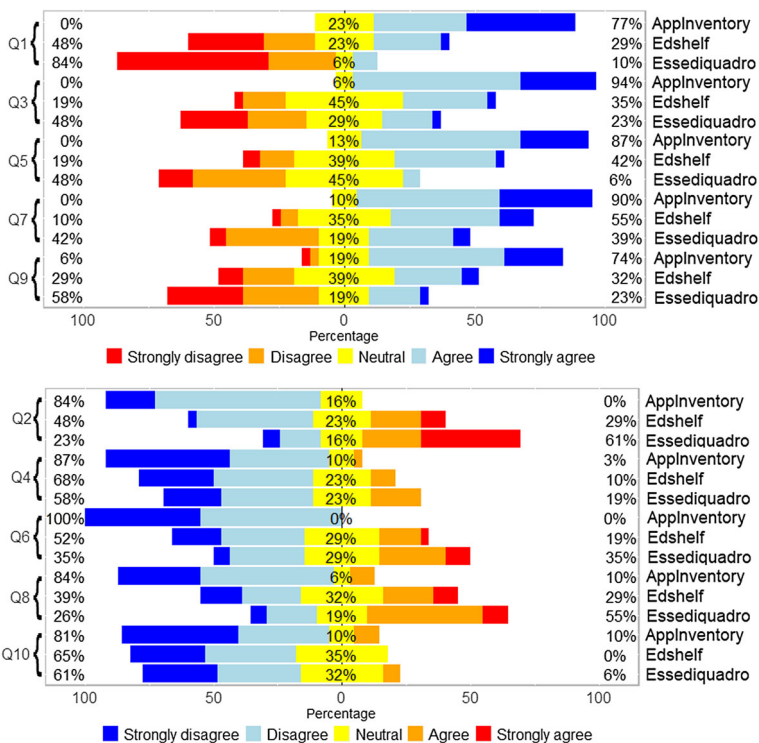 0% 23% 77% AppInventory
Q1 48% 23% 29% Edshelf
84% 6% 10% Essediquadro
0% 6% 94% AppInventory
Q3 19% 45% 35% Edshelf
48% 29% 23% Essediquadro
0% 13% 87% AppInventory
Q5 19% 39% 42% Edshelf
48% 45% 6% Essediquadro
0% 10% 90% AppInventory
Q7 10% 35% 55% Edshelf
42% 19% 39% Essediquadro
6% 19% 74% AppInventory
Q9 29% 39% 32% Edshelf
58% 19% 23% Essediquadro
100 50 0 50 100
Percentage
Strongly disagree Disagree Neutral Agree Strongly agree
84% 16% 0% AppInventory
Q2 48% 23% 29% Edshelf
23% 16% 61% Essediquadro
87% 10% 3% AppInventory
Q4 68% 23% 10% Edshelf
58% 23% 19% Essediquadro
100% 0% 0% AppInventory
Q6 52% 29% 19% Edshelf
35% 29% 35% Essediquadro
84% 6% 10% AppInventory
Q8 39% 32% 29% Edshelf
26% 19% 55% Essediquadro
81% 10% 10% AppInventory
Q10 65% 35% 0% Edshelf
61% 32% 6% Essediquadro
100 50 0 50 100
Percentage
Strongly disagree Disagree Neutral Agree Strongly agree